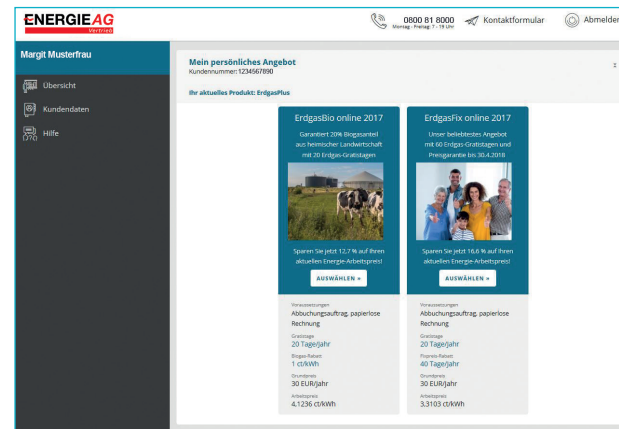 ENERGIEAG
Vertrieb
0800 81 8000
Montag - Freitag: 7 - 19 Uhr
Kontaktformular
Abmelden
Margit Musterfrau
Übersicht
Kundendaten
Hilfe
Mein persönliches Angebot
Kundennummer: 1234567890
Ihr aktuelles Produkt: ErdgasPlus
ErdgasBio online 2017
Garantiert 20% Biogasanteil
aus heimischer Landwirtschaft
mit 20 Erdgas-Gratistagen
Sparen Sie jetzt 12,7 % auf Ihren
aktuellen Energie-Arbeitspreis!
AUSWÄHLEN »
Voraussetzungen
Abbuchungsauftrag, papierlose
Rechnung
Gratistage
20 Tage/Jahr
Biogas-Rabatt
1 ct/kWh
Grundpreis
30 EUR/Jahr
Arbeitspreis
4,1236 ct/kWh
ErdgasFix online 2017
Unser beliebtestes Angebot
mit 60 Erdgas-Gratistagen und
Preisgarantie bis 30.4.2018
Sparen Sie jetzt 16,6 % auf Ihren
aktuellen Energie-Arbeitspreis!
AUSWÄHLEN »
Voraussetzungen
Abbuchungsauftrag, papierlose
Rechnung
Gratistage
20 Tage/Jahr
Fixpreis-Rabatt
40 Tage/Jahr
Grundpreis
30 EUR/Jahr
Arbeitspreis
3,3103 ct/kWh